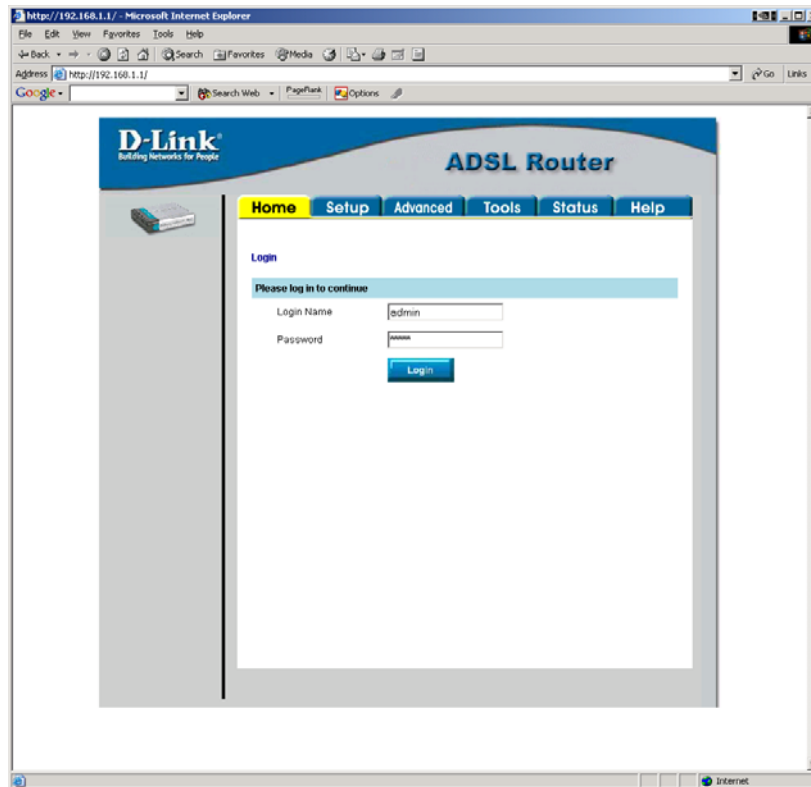 http://192.168.1.1/ - Microsoft Internet Explorer
File Edit View Favorites Tools Help
Back Search Favorites Media
Address http://192.168.1.1/ Go Links
Google Search Web PageRank Options
D-Link
Building Networks for People
ADSL Router
Home Setup Advanced Tools Status Help
Login
Please log in to continue
Login Name admin
Password *****
Login
Internet